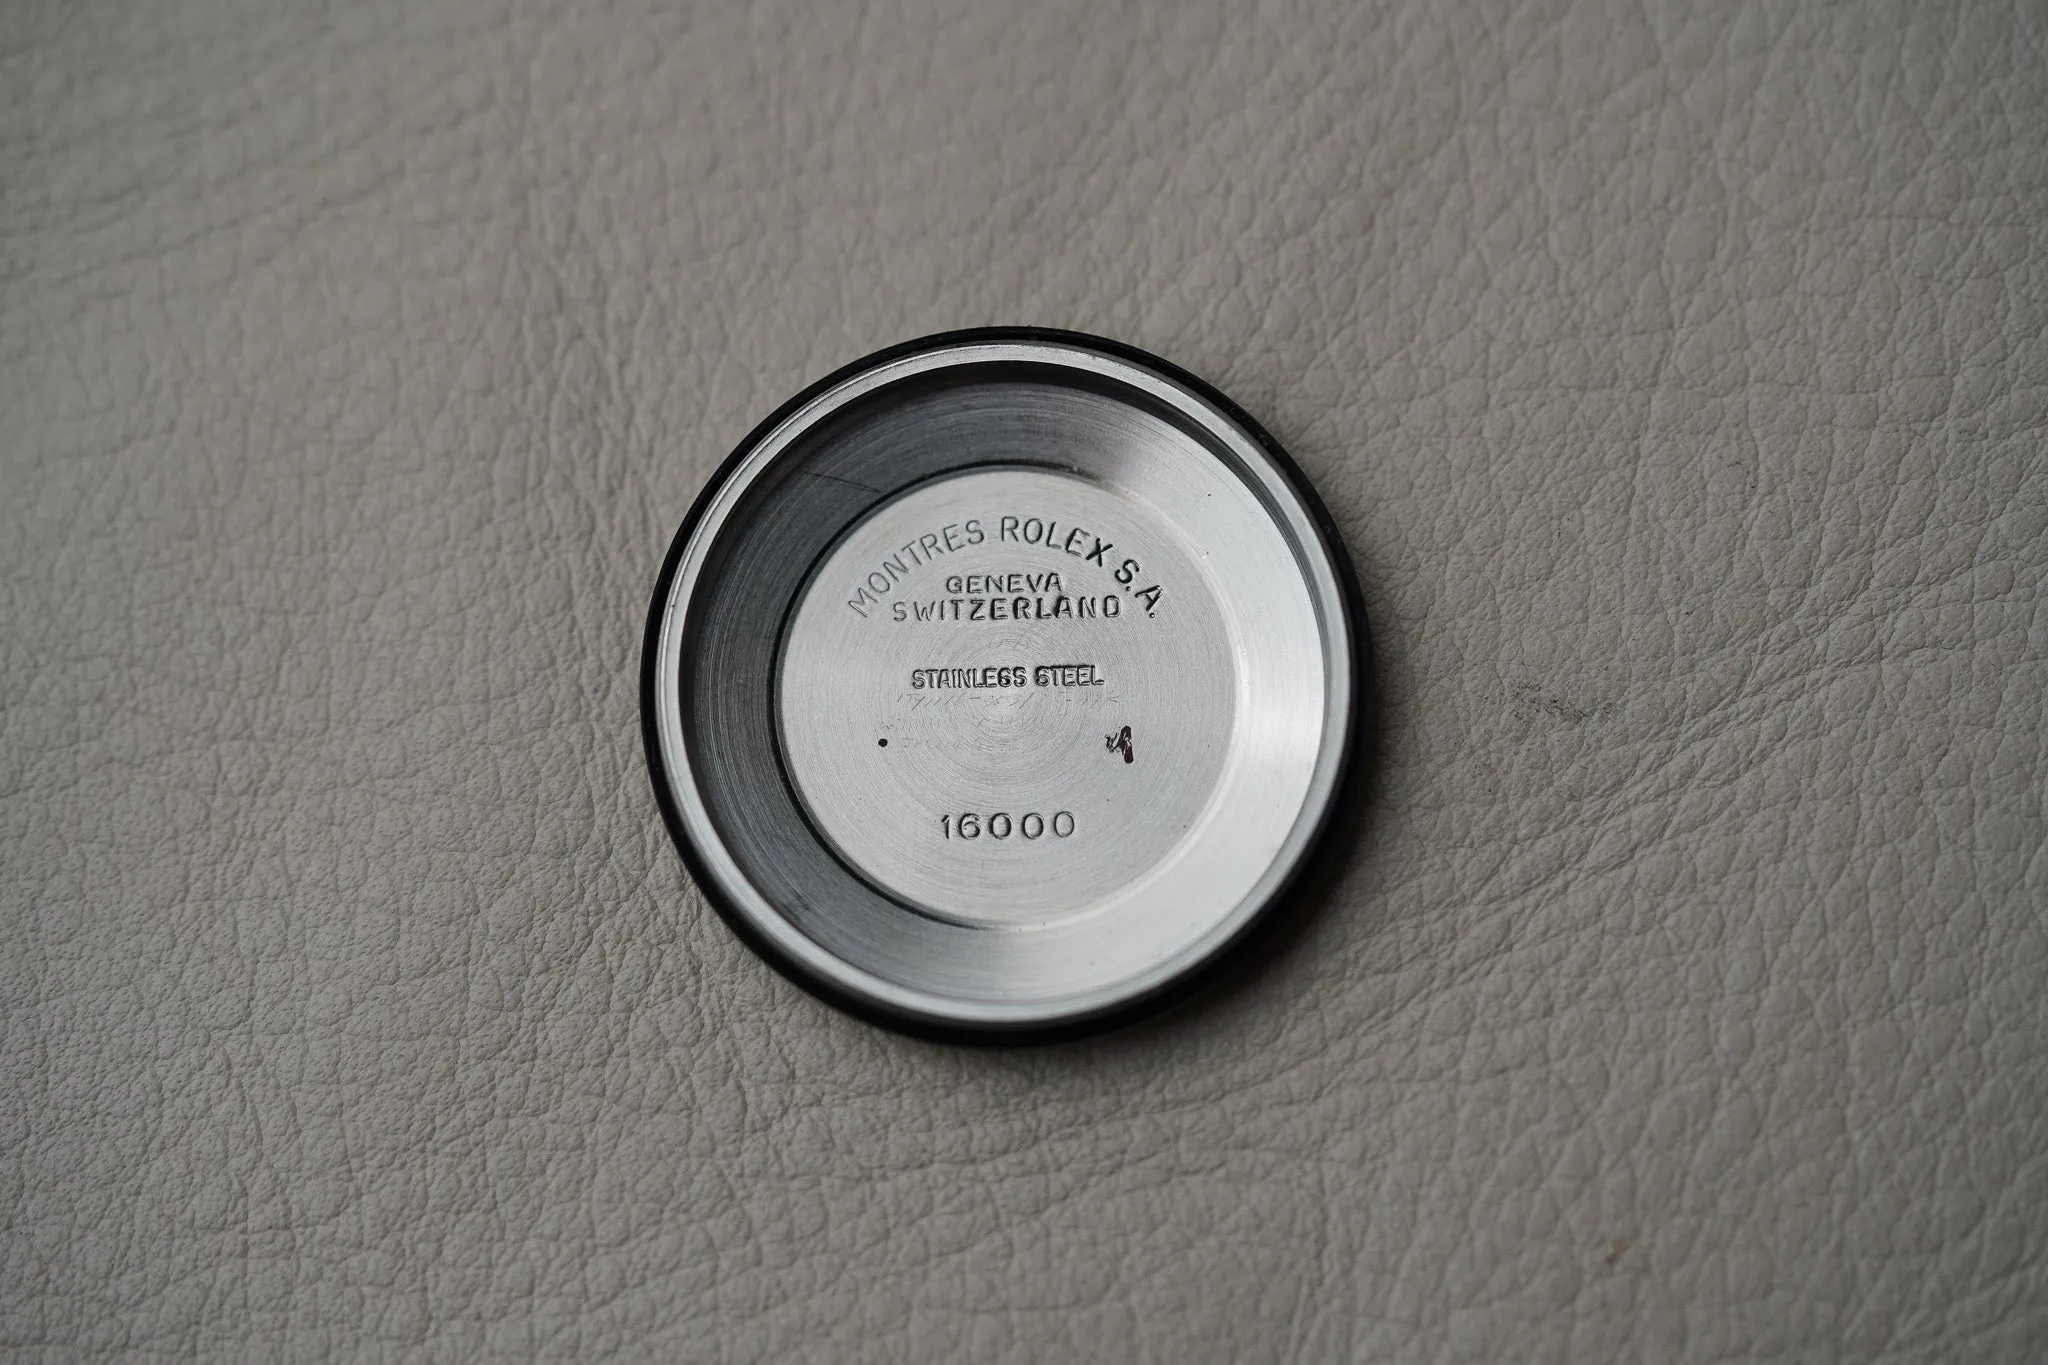 MONTRES ROLEX S.A.
GENEVA
SWITZERLAND
STAINLESS STEEL
16000